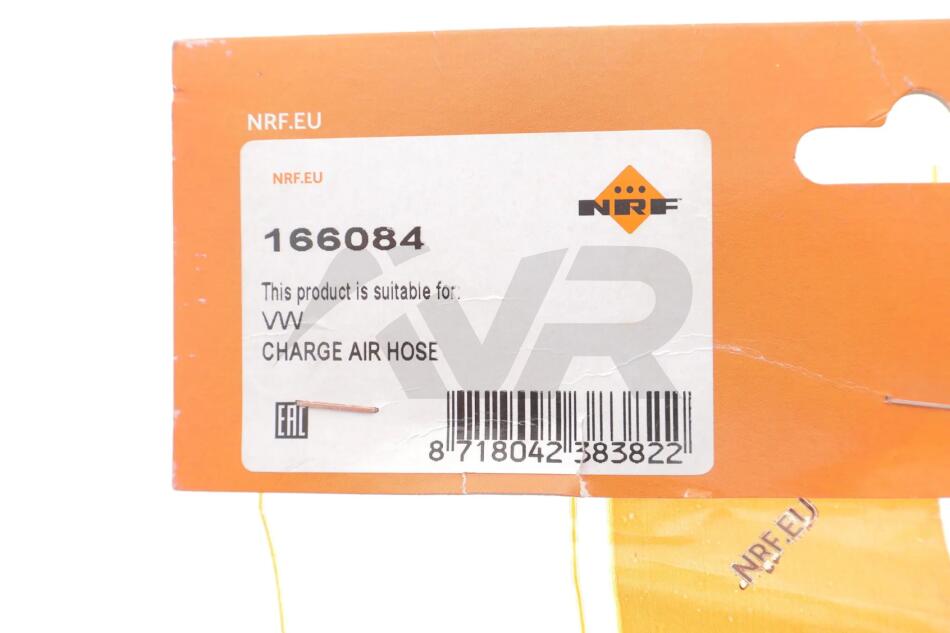 NRF.EU
NRF.EU
NRF
166084
This product is suitable for:
VW
CHARGE AIR HOSE
VR
EAC
8 718042 383822
NRF.EU